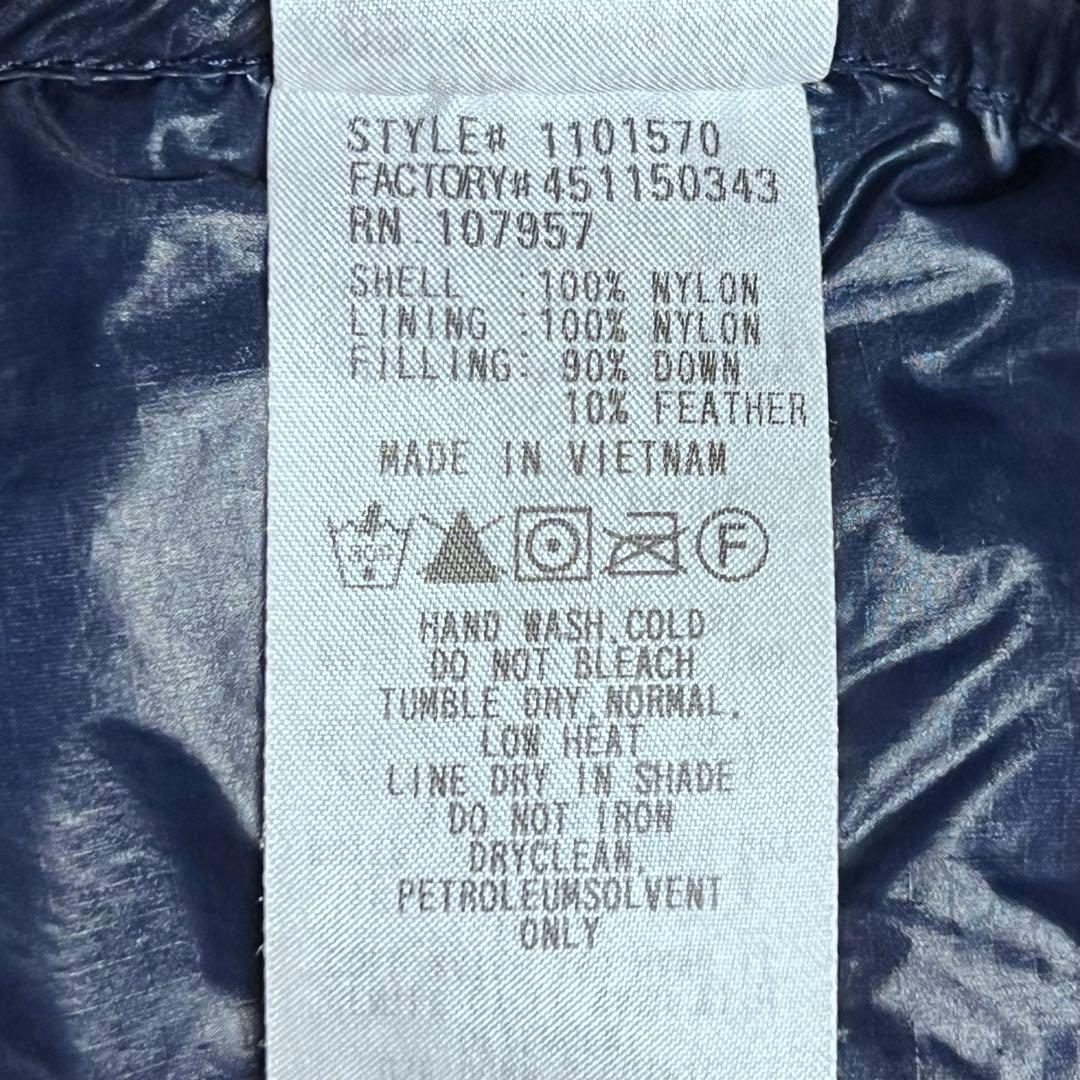 STYLE# 1101570
FACTORY# 451150343
RN. 107957
SHELL :100% NYLON
LINING :100% NYLON
FILLING: 90% DOWN
10% FEATHER
MADE IN VIETNAM
F
HAND WASH,COLD
DO NOT BLEACH
TUMBLE DRY,NORMAL,
LOW HEAT
LINE DRY IN SHADE
DO NOT IRON
DRYCLEAN,
PETROLEUMSOLVENT
ONLY